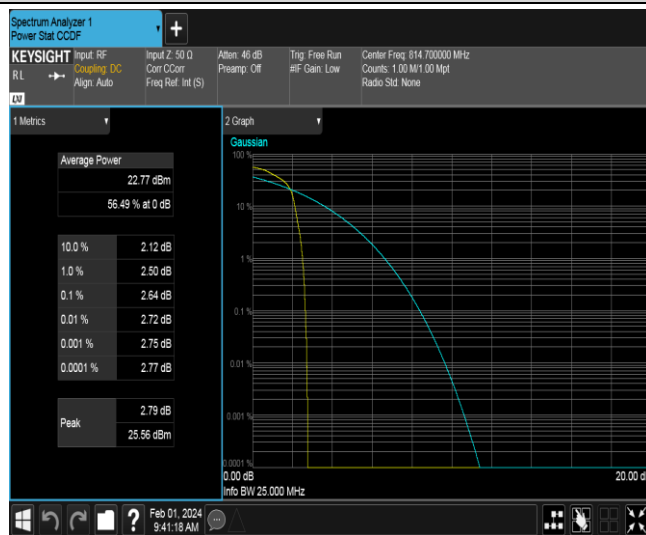 Spectrum Analyzer 1
Power Stat CCDF
+
KEYSIGHT Input: RF Input Z: 50 Ω Atten: 46 dB Trig: Free Run Center Freq: 814.700000 MHz
RL Coupling: DC Corr CCorr Preamp: Off #IF Gain: Low Counts: 1.00 M/1.00 Mpt
Align: Auto Freq Ref: Int (S) Radio Std: None
LXI
1 Metrics
Average Power
22.77 dBm
56.49 % at 0 dB
10.0 % 2.12 dB
1.0 % 2.50 dB
0.1 % 2.64 dB
0.01 % 2.72 dB
0.001 % 2.75 dB
0.0001 % 2.77 dB
Peak 2.79 dB
25.56 dBm
2 Graph
Gaussian
100 %
10 %
1 %
0.1 %
0.01 %
0.001 %
0.0001 %
0.00 dB 20.00 d
Info BW 25.000 MHz
? Feb 01, 2024
9:41:18 AM